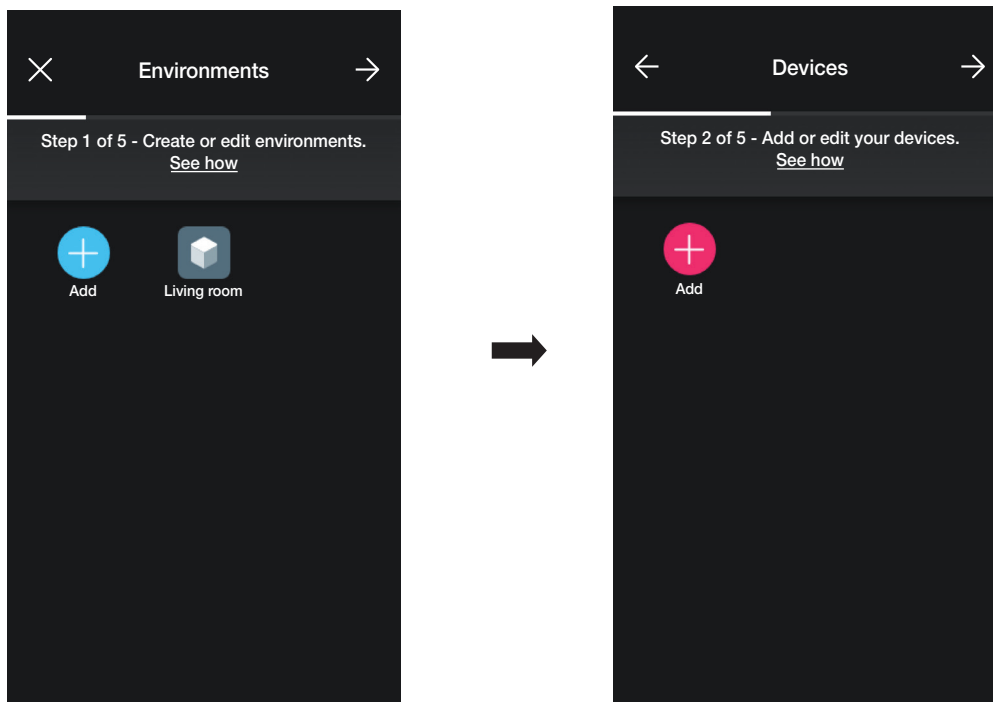 Environments
Step 1 of 5 - Create or edit environments.
See how
Add
Living room
Devices
Step 2 of 5 - Add or edit your devices.
See how
Add